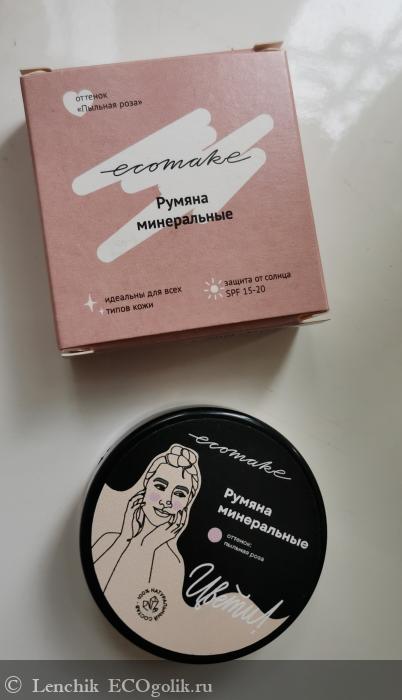 оттенок
«Пыльная роза»
ecomake
Румяна
минеральные
идеальны для всех
типов кожи
защита от солнца
SPF 15-20
ecomake
Румяна
минеральные
оттенок:
пыльная роза
Цвети!
100% НАТУРАЛЬНЫЙ СОСТАВ
© Lenchik ECOgolik.ru